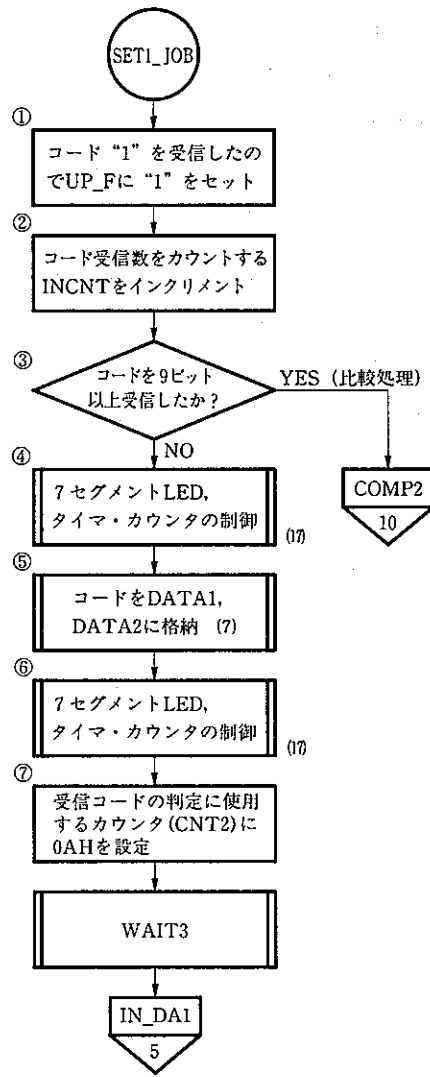 SET1_JOB
①
コード“1”を受信したの
でUP_Fに“1”をセット
②
コード受信数をカウントする
INCNTをインクリメント
③
コードを9ビット
以上受信したか？
YES（比較処理）
NO
COMP2
10
④
7セグメントLED,
タイマ・カウンタの制御
(17)
⑤
コードをDATA1,
DATA2に格納 (7)
⑥
7セグメントLED,
タイマ・カウンタの制御
(17)
⑦
受信コードの判定に使用
するカウンタ(CNT2)に
0AHを設定
WAIT3
IN_DA1
5